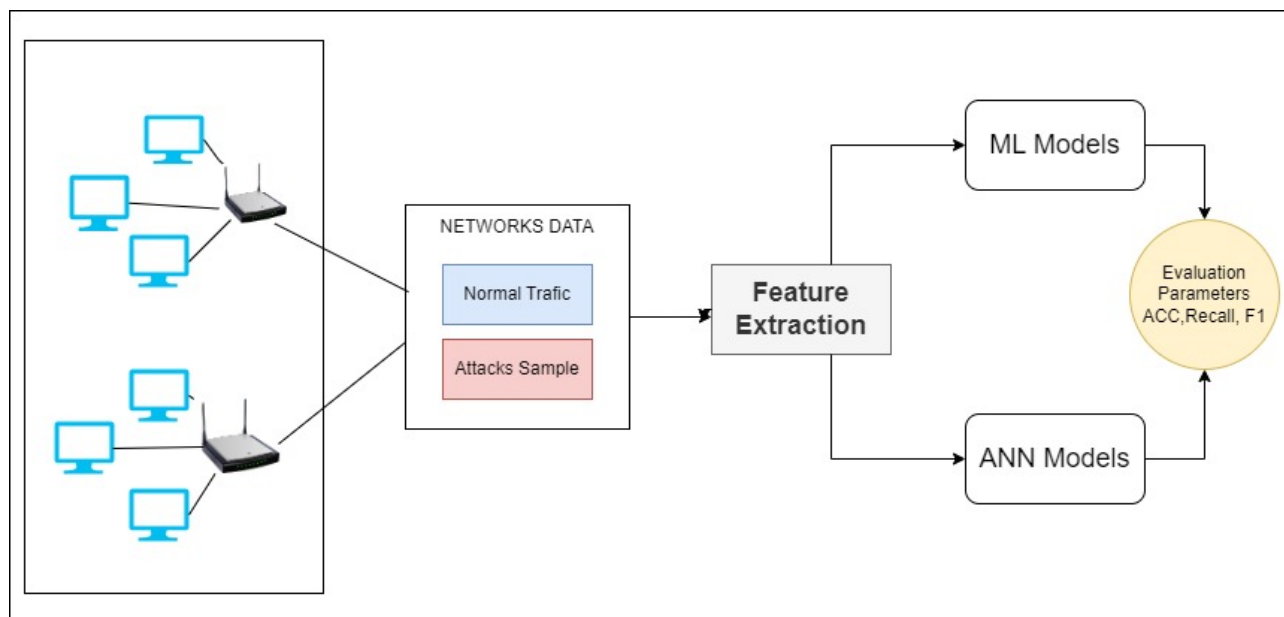 NETWORKS DATA
Normal Trafic
Attacks Sample
Feature
Extraction
ML Models
ANN Models
Evaluation
Parameters
ACC,Recall, F1